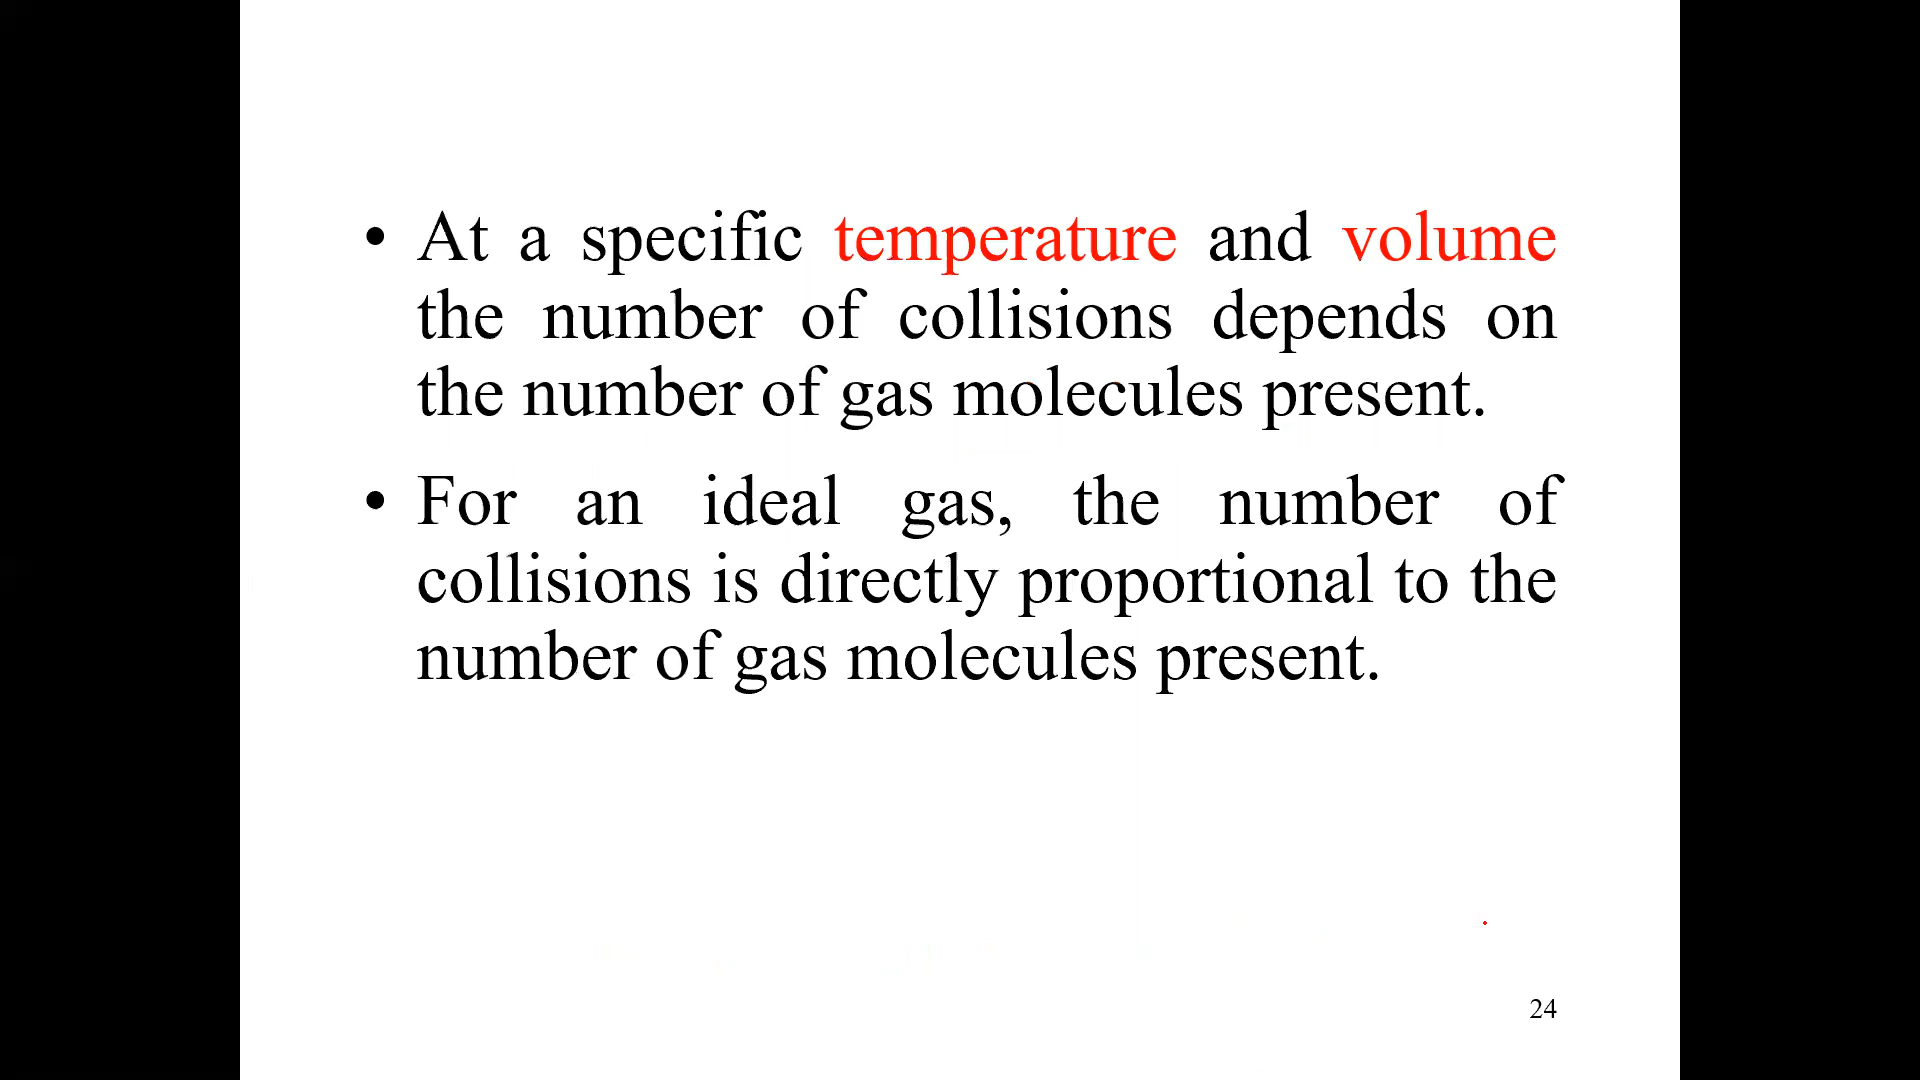 • At a specific temperature and volume
the number of collisions depends on
the number of gas molecules present.
• For an ideal gas, the number of
collisions is directly proportional to the
number of gas molecules present.
24